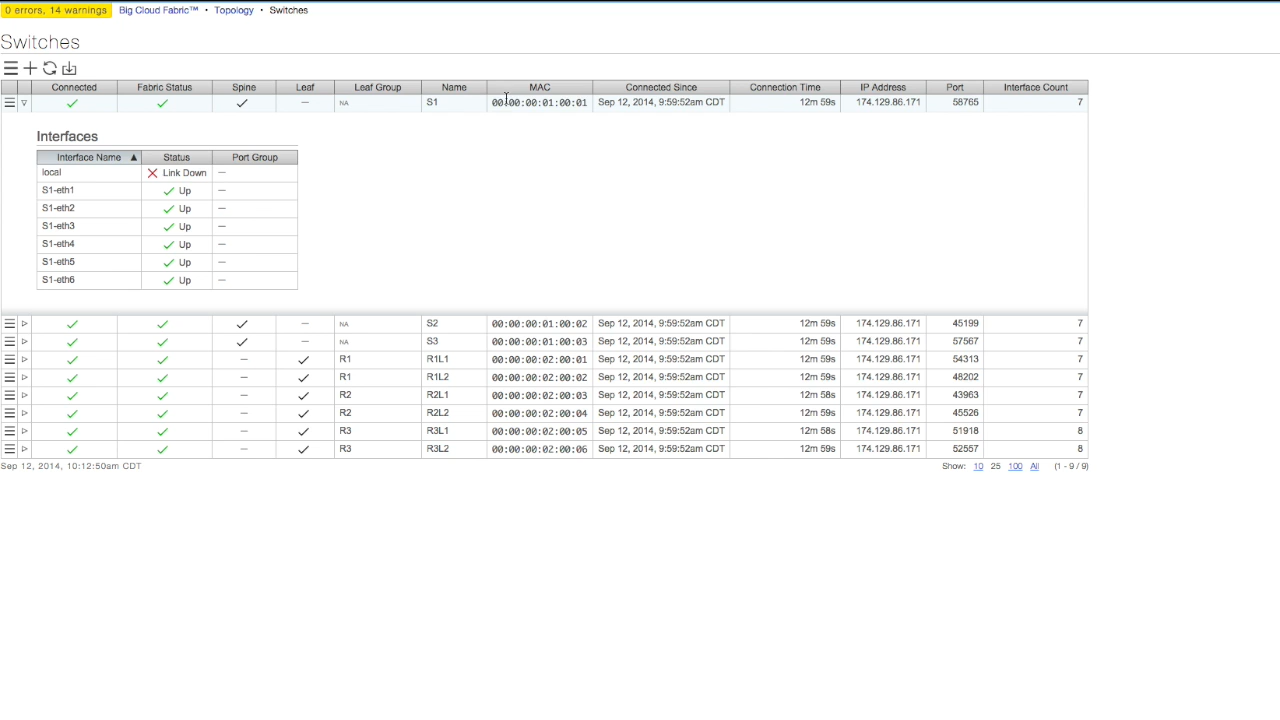 0 errors, 14 warnings Big Cloud Fabric™ • Topology • Switches
Switches
Connected Fabric Status Spine Leaf Leaf Group Name MAC Connected Since Connection Time IP Address Port Interface Count
✓ ✓ ✓ — NA S1 00:00:00:01:00:01 Sep 12, 2014, 9:59:52am CDT 12m 59s 174.129.86.171 58765 7
Interfaces
Interface Name ▲ Status Port Group
local ✗ Link Down —
S1-eth1 ✓ Up —
S1-eth2 ✓ Up —
S1-eth3 ✓ Up —
S1-eth4 ✓ Up —
S1-eth5 ✓ Up —
S1-eth6 ✓ Up —
✓ ✓ ✓ — NA S2 00:00:00:01:00:02 Sep 12, 2014, 9:59:52am CDT 12m 59s 174.129.86.171 45199 7
✓ ✓ ✓ — NA S3 00:00:00:01:00:03 Sep 12, 2014, 9:59:52am CDT 12m 59s 174.129.86.171 57567 7
✓ ✓ — ✓ R1 R1L1 00:00:00:02:00:01 Sep 12, 2014, 9:59:52am CDT 12m 59s 174.129.86.171 54313 7
✓ ✓ — ✓ R1 R1L2 00:00:00:02:00:02 Sep 12, 2014, 9:59:52am CDT 12m 59s 174.129.86.171 48202 7
✓ ✓ — ✓ R2 R2L1 00:00:00:02:00:03 Sep 12, 2014, 9:59:52am CDT 12m 58s 174.129.86.171 43963 7
✓ ✓ — ✓ R2 R2L2 00:00:00:02:00:04 Sep 12, 2014, 9:59:52am CDT 12m 59s 174.129.86.171 45526 7
✓ ✓ — ✓ R3 R3L1 00:00:00:02:00:05 Sep 12, 2014, 9:59:52am CDT 12m 58s 174.129.86.171 51918 8
✓ ✓ — ✓ R3 R3L2 00:00:00:02:00:06 Sep 12, 2014, 9:59:52am CDT 12m 59s 174.129.86.171 52557 8
Sep 12, 2014, 10:12:50am CDT Show: 10 25 100 All (1 - 9 / 9)